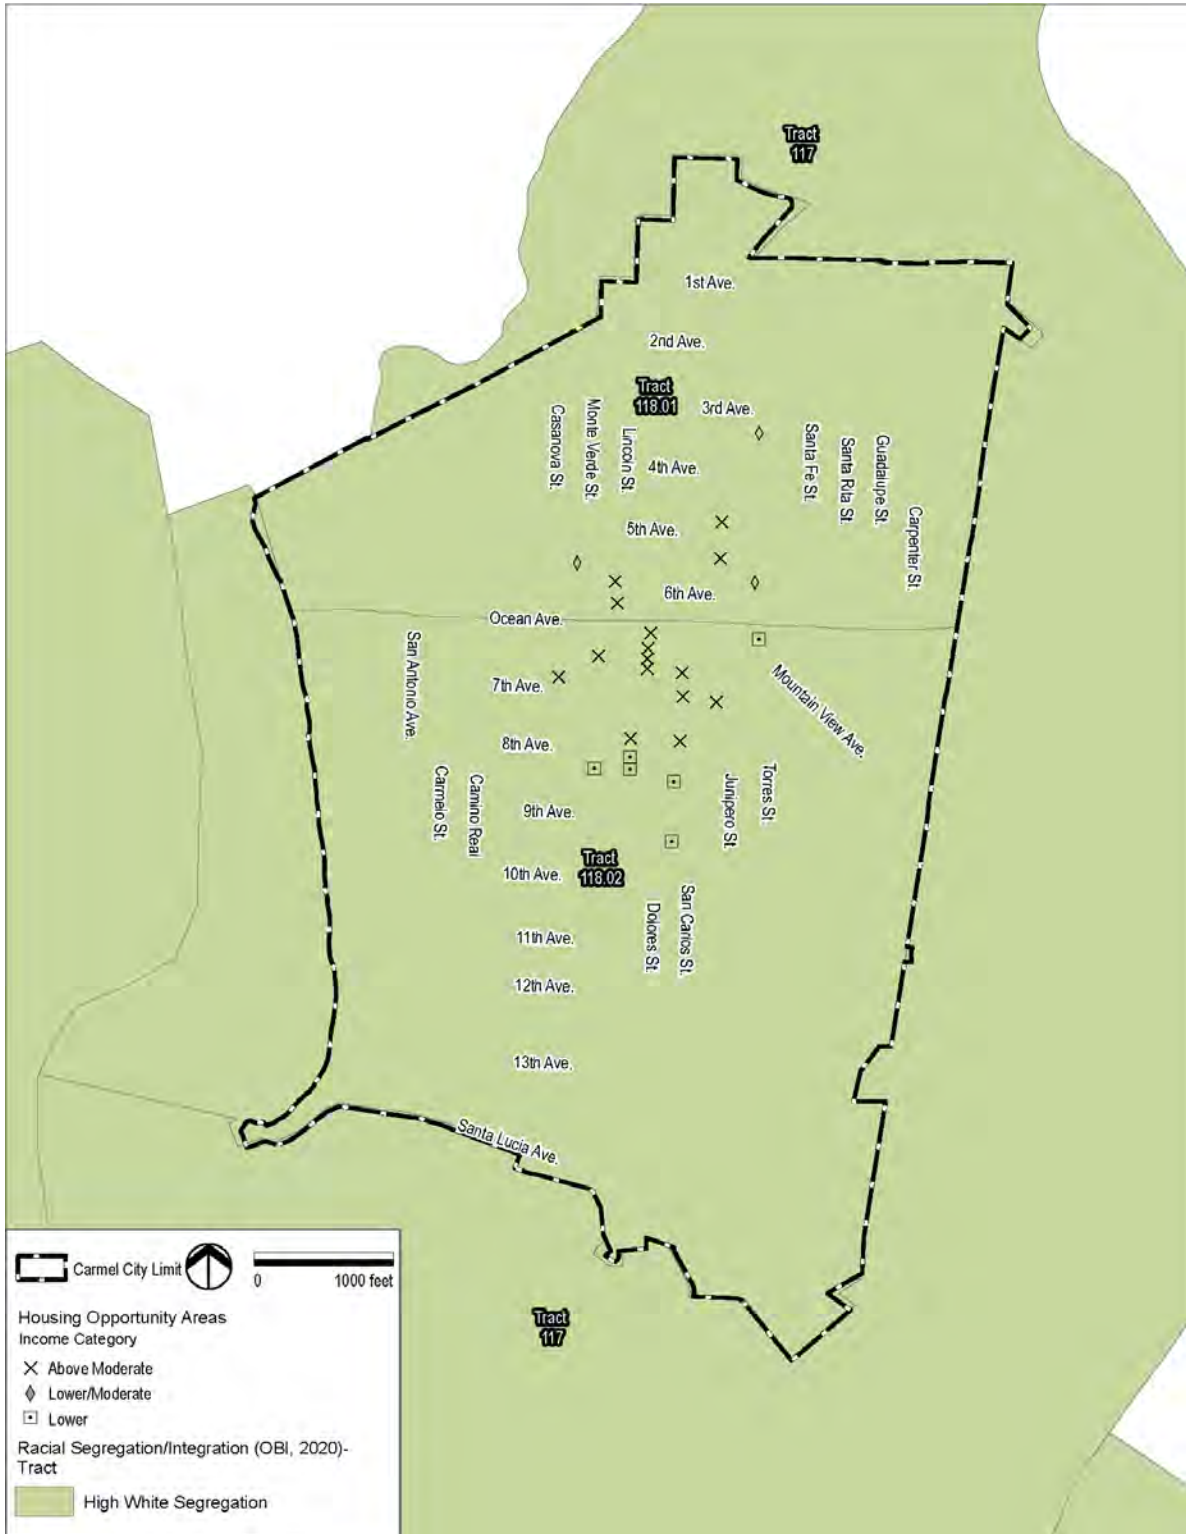 Tract
117
1st Ave.
2nd Ave.
Tract
118.01
3rd Ave.
Casanova St.
Monte Verde St.
Lincoln St.
4th Ave.
Santa Fe St.
Santa Rita St.
Guadalupe St.
Carpenter St.
5th Ave.
6th Ave.
Ocean Ave.
San Antonio Ave.
7th Ave.
Mountain View Ave.
8th Ave.
Carmelo St.
Camino Real
Junipero St.
Torres St.
9th Ave.
Tract
118.02
10th Ave.
Dolores St.
San Carlos St.
11th Ave.
12th Ave.
13th Ave.
Santa Lucia Ave.
Tract
117
Carmel City Limit
0 1000 feet
Housing Opportunity Areas
Income Category
Above Moderate
Lower/Moderate
Lower
Racial Segregation/Integration (OBI, 2020)-
Tract
High White Segregation